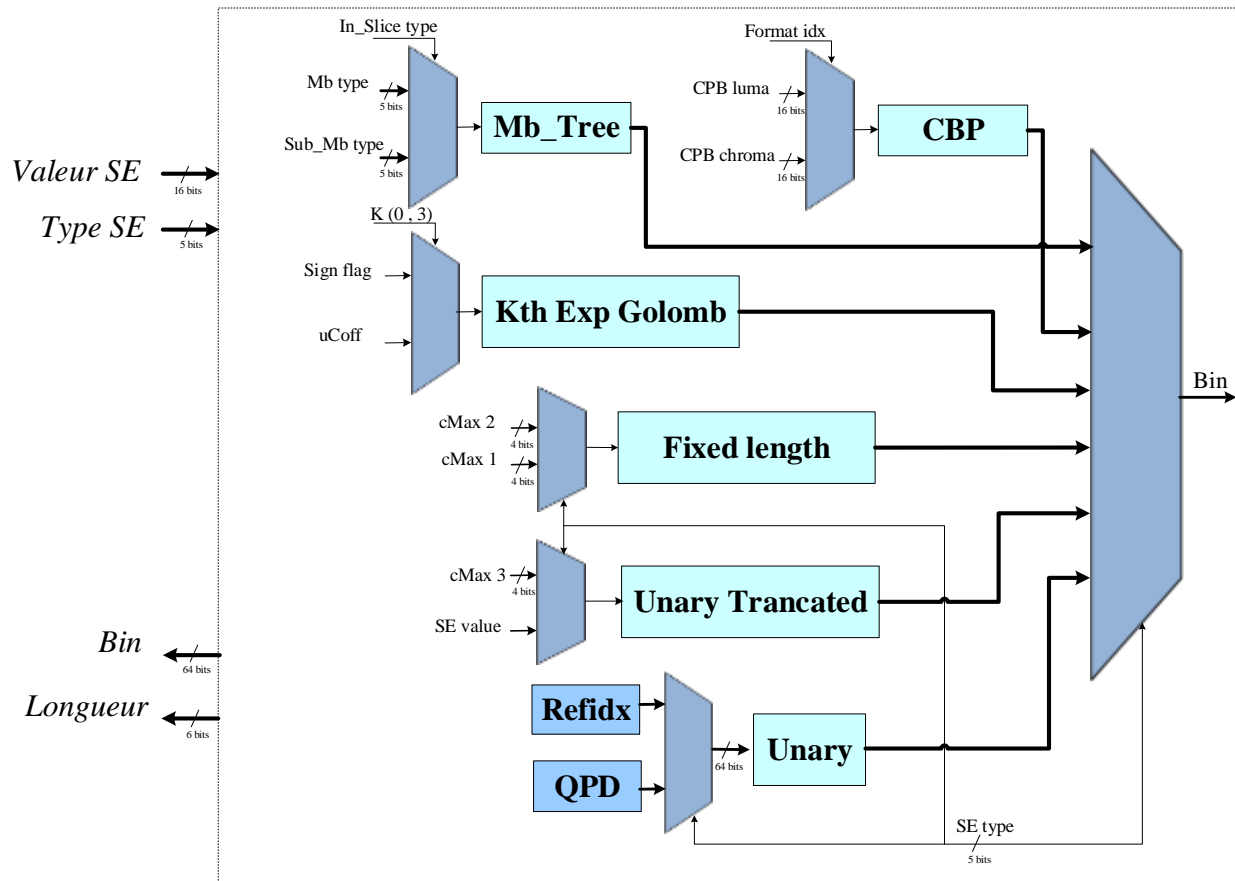 In_Slice type
Mb type
5 bits
Sub_Mb type
5 bits
Mb_Tree
Format idx
CPB luma
16 bits
CPB chroma
16 bits
CBP
Valeur SE
16 bits
Type SE
5 bits
K (0 , 3)
Sign flag
uCoff
Kth Exp Golomb
cMax 2
4 bits
cMax 1
4 bits
Fixed length
Bin
cMax 3
4 bits
SE value
Unary Trancated
Bin
64 bits
Longueur
6 bits
Refidx
QPD
64 bits
Unary
SE type
5 bits